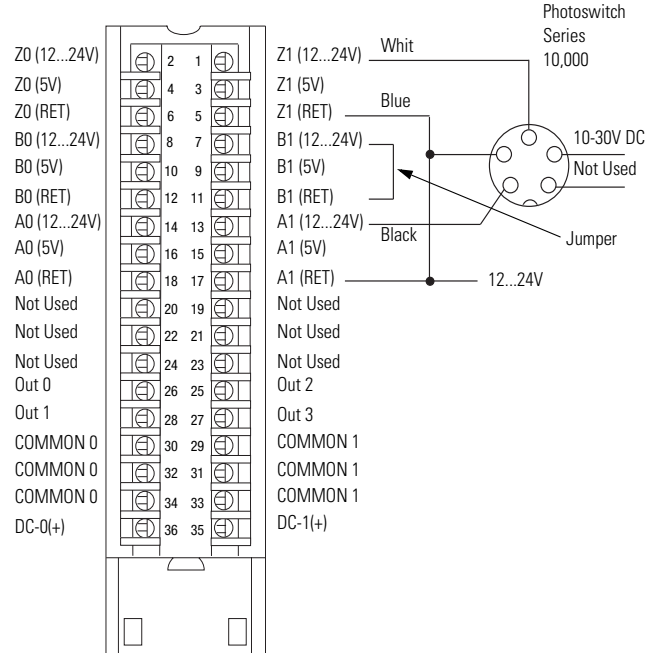 Photoswitch
Series
10,000
Z0 (12...24V) 2 1 Z1 (12...24V) Whit
Z0 (5V) 4 3 Z1 (5V)
Z0 (RET) 6 5 Z1 (RET) Blue
B0 (12...24V) 8 7 B1 (12...24V) 10-30V DC
B0 (5V) 10 9 B1 (5V) Not Used
B0 (RET) 12 11 B1 (RET)
A0 (12...24V) 14 13 A1 (12...24V) Black Jumper
A0 (5V) 16 15 A1 (5V)
A0 (RET) 18 17 A1 (RET) 12...24V
Not Used 20 19 Not Used
Not Used 22 21 Not Used
Not Used 24 23 Not Used
Out 0 26 25 Out 2
Out 1 28 27 Out 3
COMMON 0 30 29 COMMON 1
COMMON 0 32 31 COMMON 1
COMMON 0 34 33 COMMON 1
DC-0(+) 36 35 DC-1(+)